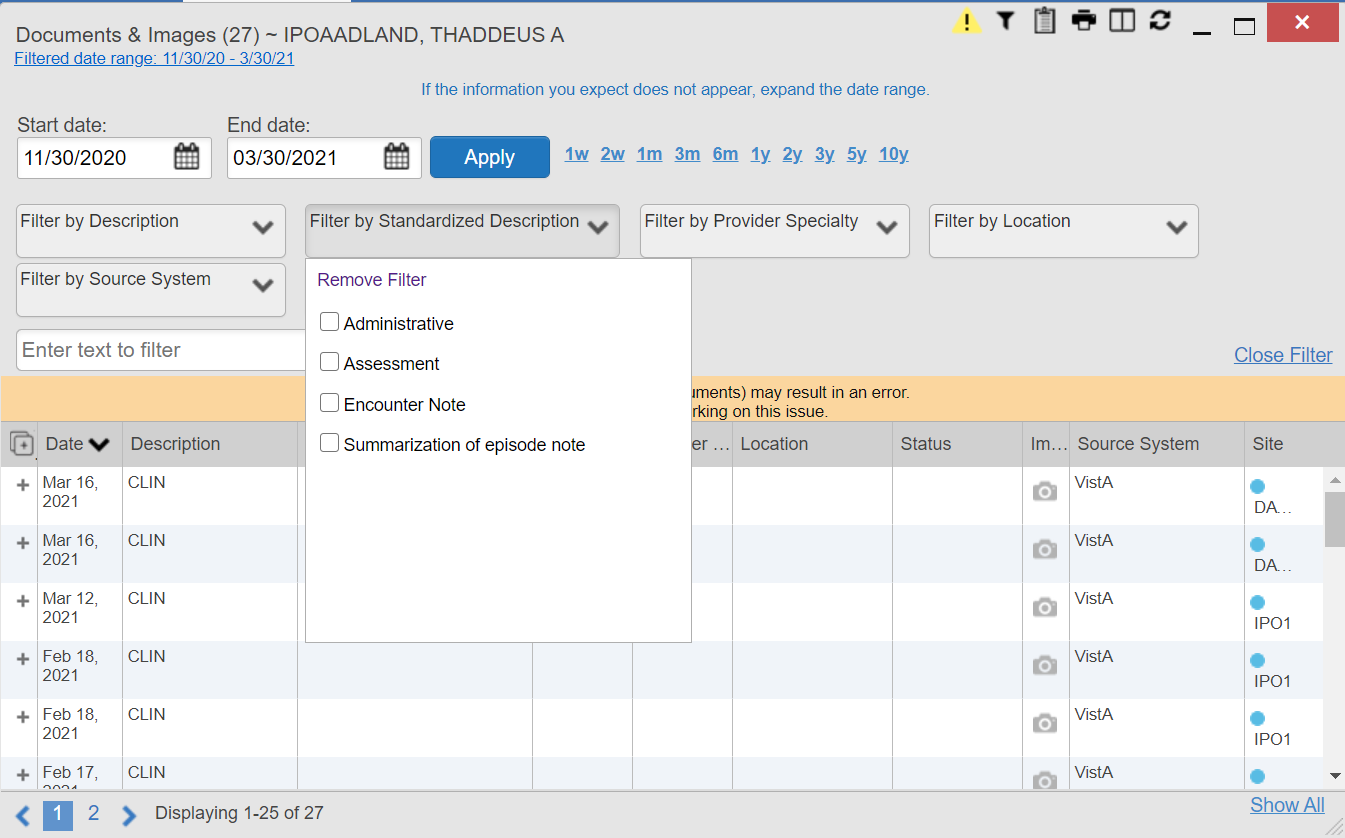 Documents & Images (27) ~ IPOAADLAND, THADDEUS A
Filtered date range: 11/30/20 - 3/30/21
If the information you expect does not appear, expand the date range.
Start date:
End date:
11/30/2020
03/30/2021
Apply
1w 2w 1m 3m 6m 1y 2y 3y 5y 10y
Filter by Description
Filter by Standardized Description
Filter by Provider Specialty
Filter by Location
Filter by Source System
Remove Filter
Administrative
Assessment
Encounter Note
Summarization of episode note
Enter text to filter
Close Filter
may result in an error.
on this issue.
Date Description Location Status Im... Source System Site
Mar 16,
2021
CLIN
VistA
DA...
Mar 16,
2021
CLIN
VistA
DA...
Mar 12,
2021
CLIN
VistA
IPO1
Feb 18,
2021
CLIN
VistA
IPO1
Feb 18,
2021
CLIN
VistA
IPO1
Feb 17,
CLIN
VistA
1 2 Displaying 1-25 of 27
Show All